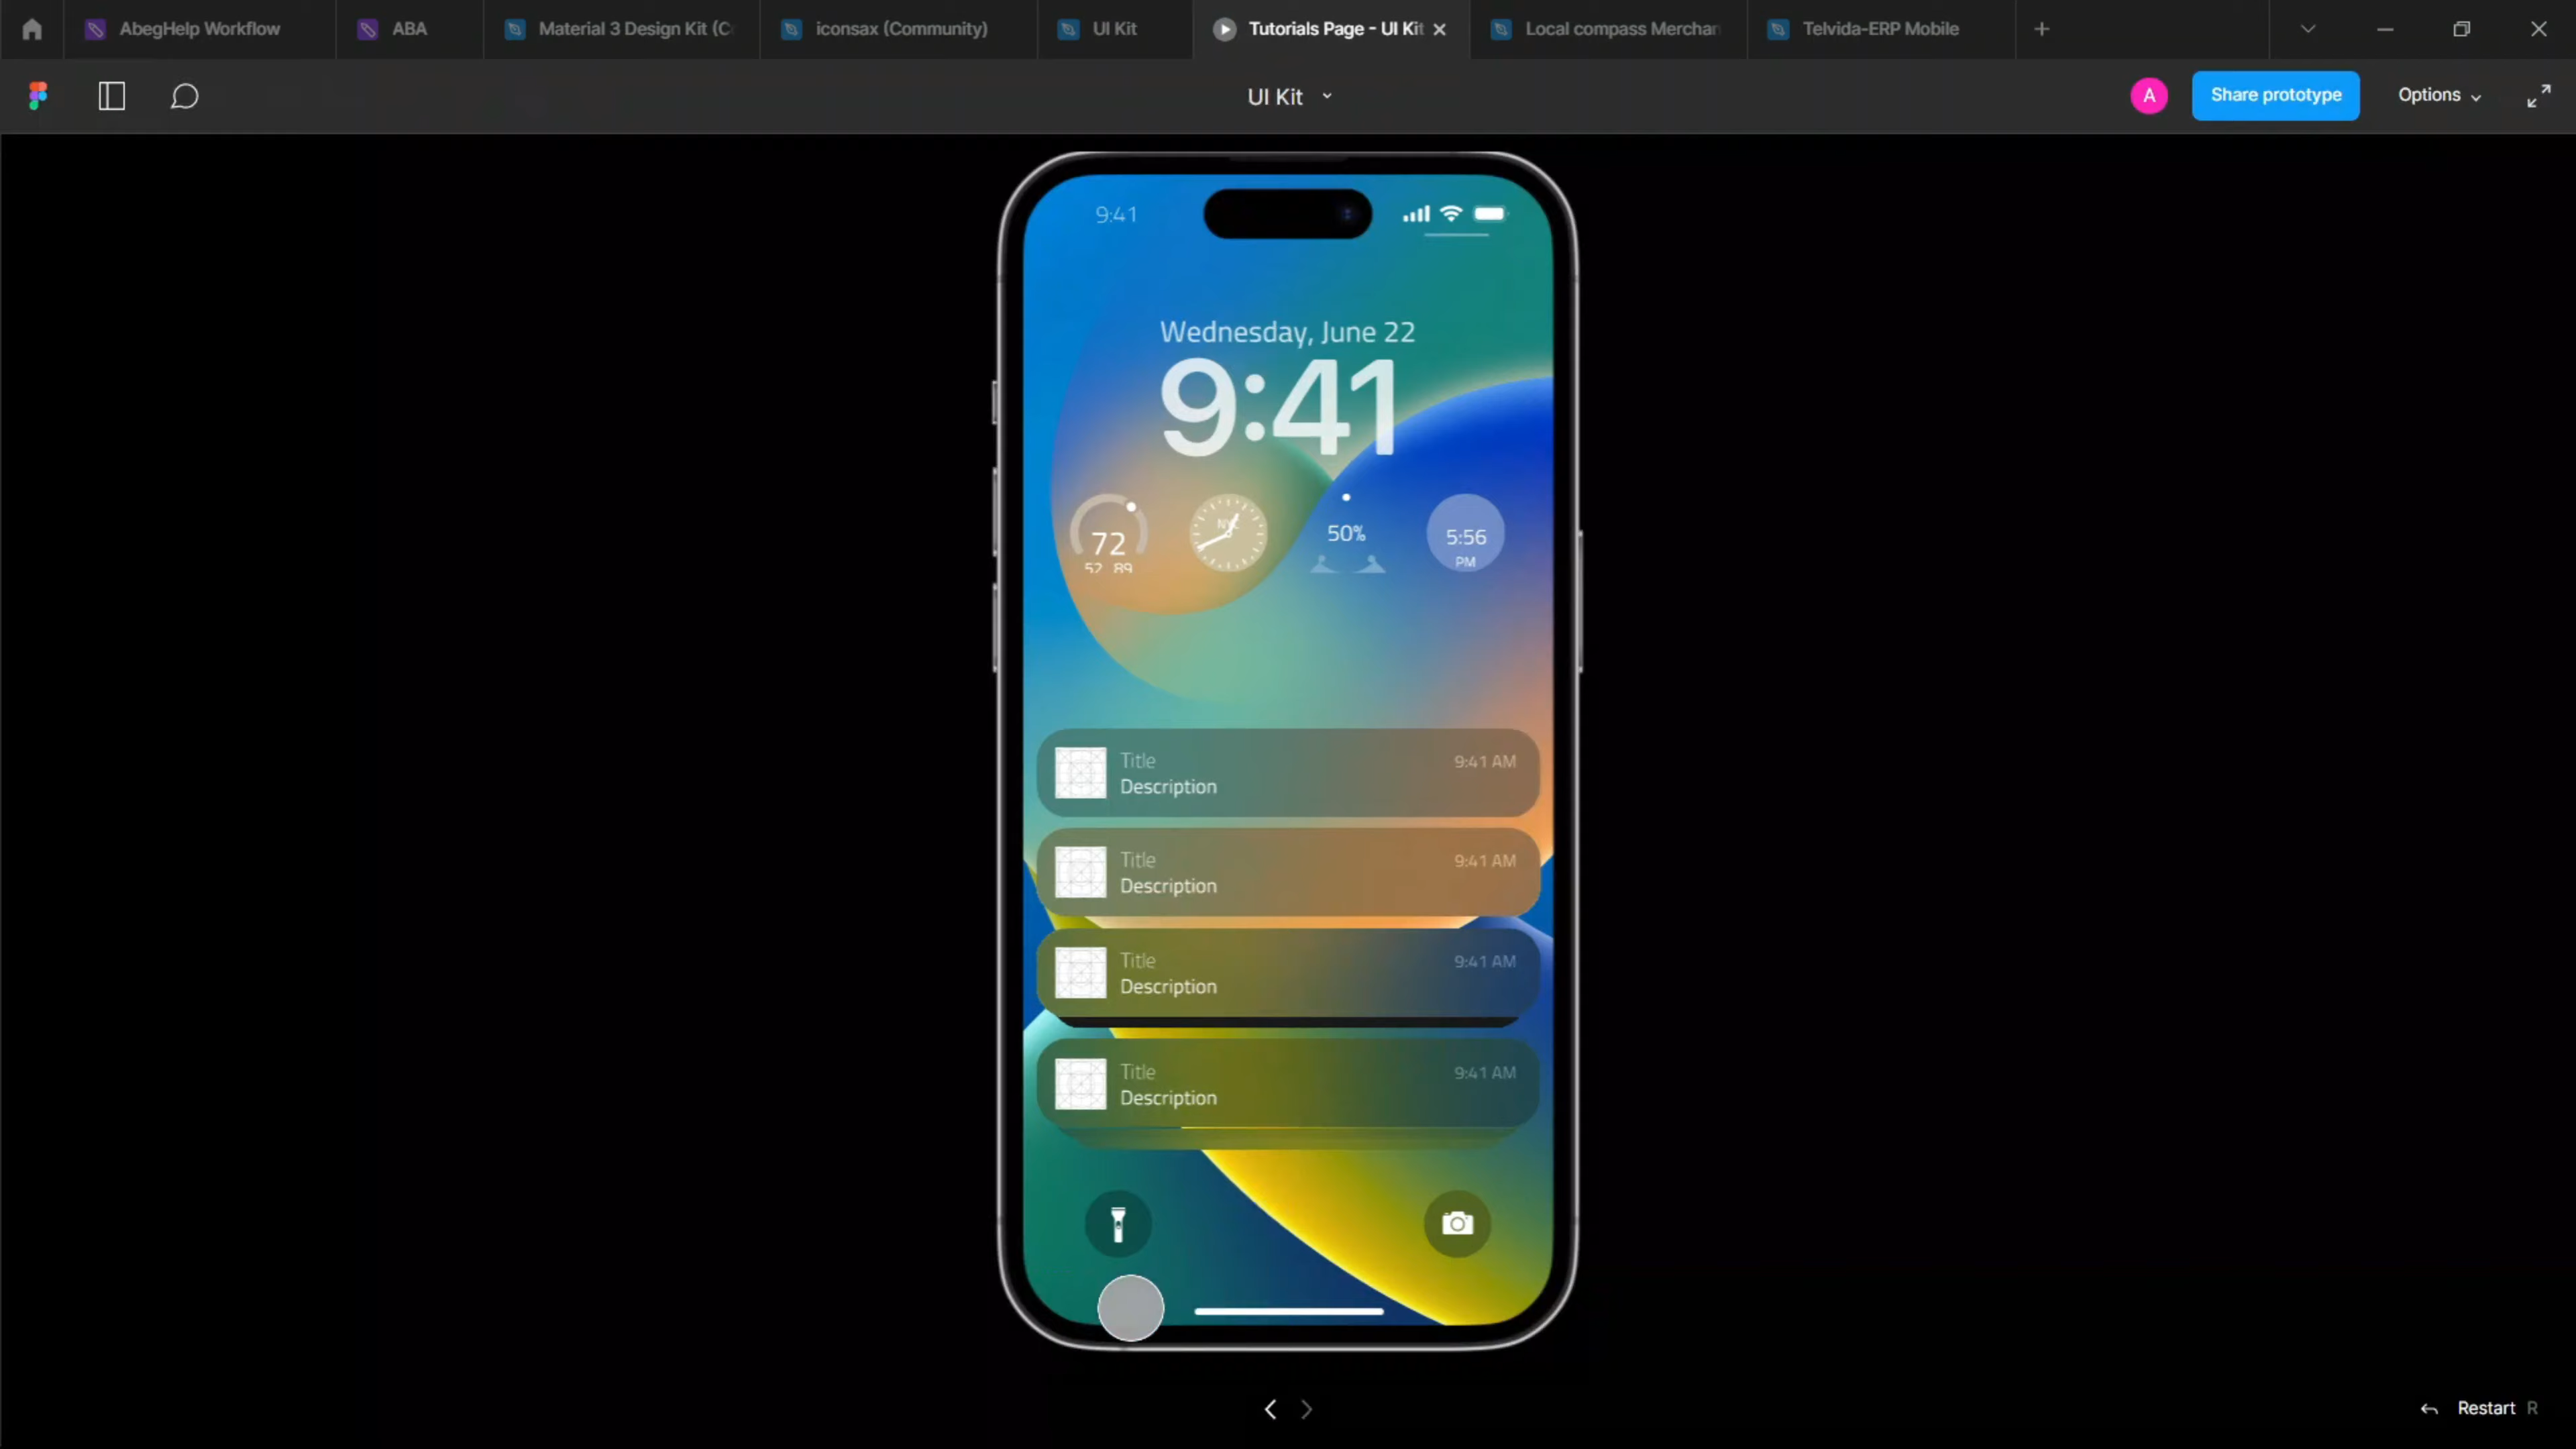 AbegHelp Workflow
ABA
Material 3 Design Kit (C
iconsax (Community)
UI Kit
Tutorials Page - UI Kit
Local compass Merchan
Telvida-ERP Mobile
UI Kit
A
Share prototype
Options
9:41
Wednesday, June 22
9:41
72
52 89
NYC
50%
5:56
PM
Title
9:41 AM
Description
Title
9:41 AM
Description
Title
9:41 AM
Description
Title
9:41 AM
Description
Restart R